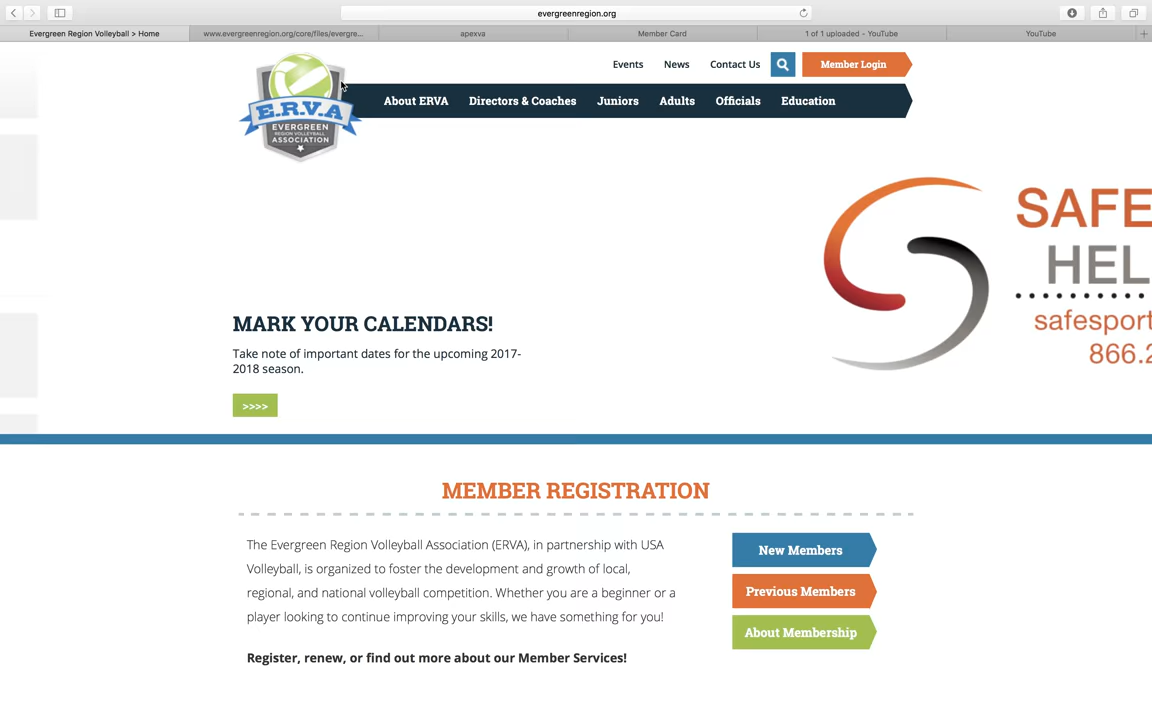 evergreenregion.org
Evergreen Region Volleyball > Home
www.evergreenregion.org/core/files/evergre...
apexva
Member Card
1 of 1 uploaded - YouTube
YouTube
Events
News
Contact Us
Member Login
About ERVA
Directors & Coaches
Juniors
Adults
Officials
Education
E.R.V.A
EVERGREEN
REGION VOLLEYBALL
ASSOCIATION
SAFE
HEL
safesport
866.2
MARK YOUR CALENDARS!
Take note of important dates for the upcoming 2017-
2018 season.
>>>>
MEMBER REGISTRATION
The Evergreen Region Volleyball Association (ERVA), in partnership with USA
Volleyball, is organized to foster the development and growth of local,
regional, and national volleyball competition. Whether you are a beginner or a
player looking to continue improving your skills, we have something for you!
Register, renew, or find out more about our Member Services!
New Members
Previous Members
About Membership